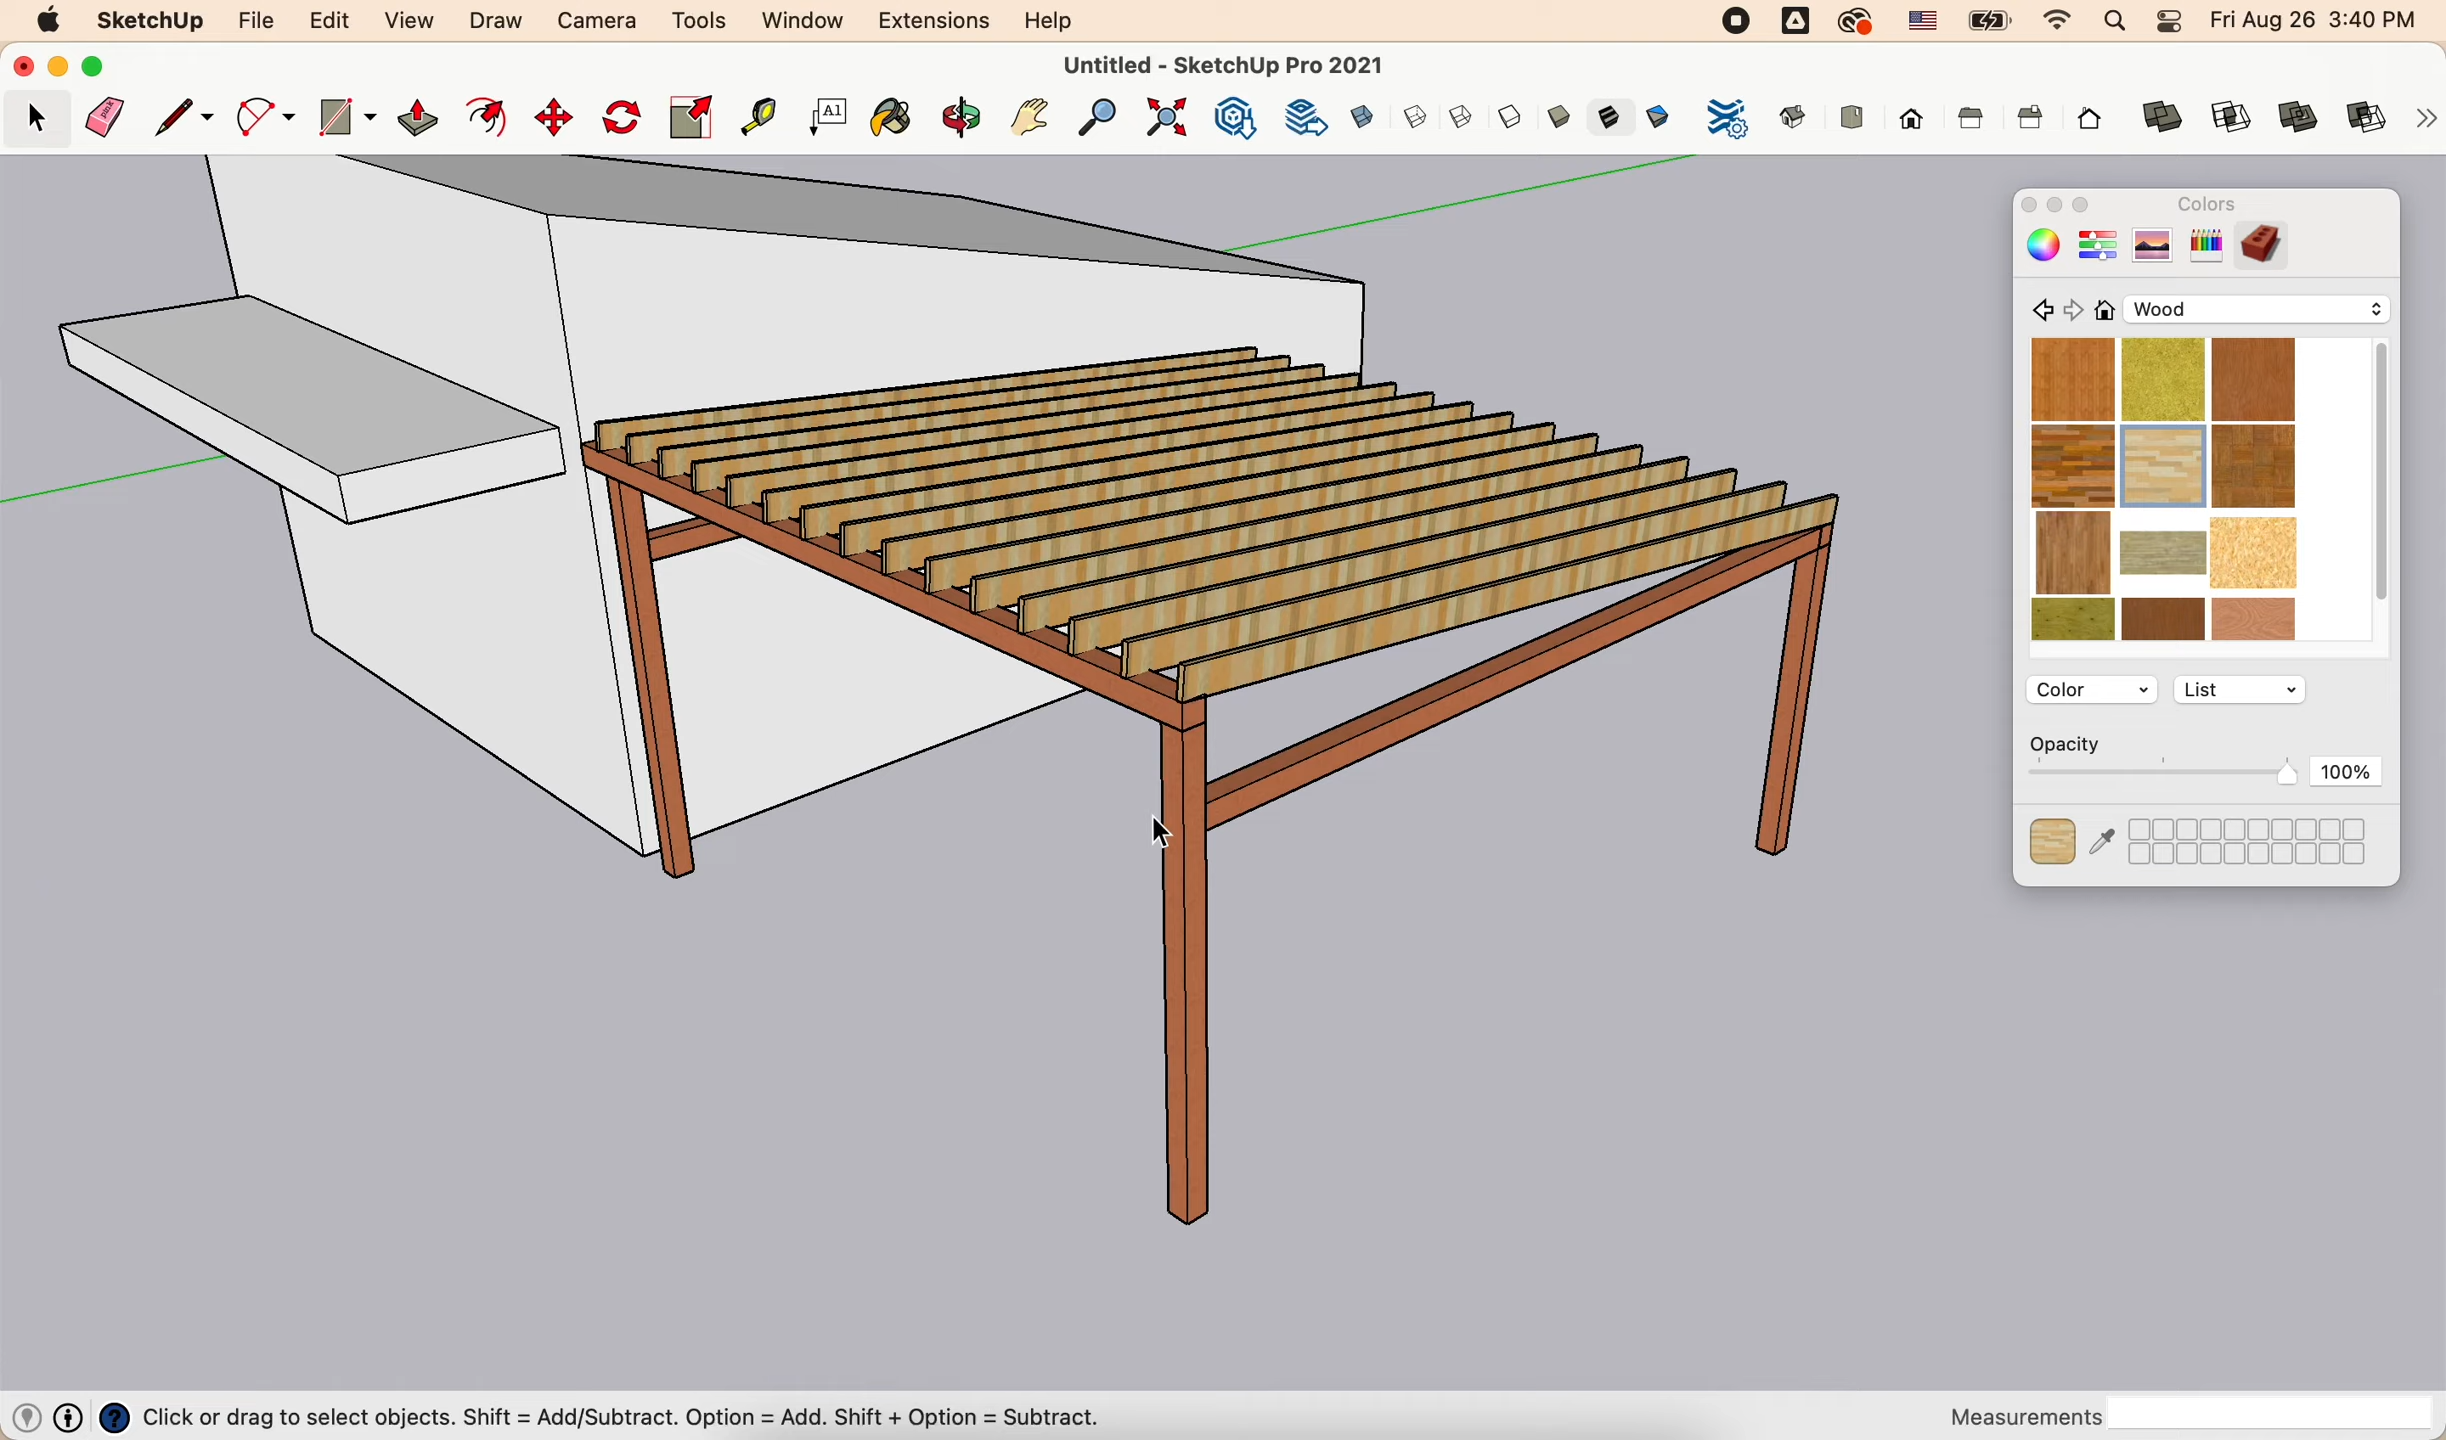 SketchUp File Edit View Draw Camera Tools Window Extensions Help Fri Aug 26 3:40 PM
Untitled - SketchUp Pro 2021
pink
A1
Colors
Wood
Color List
Opacity
100%
Click or drag to select objects. Shift = Add/Subtract. Option = Add. Shift + Option = Subtract. Measurements